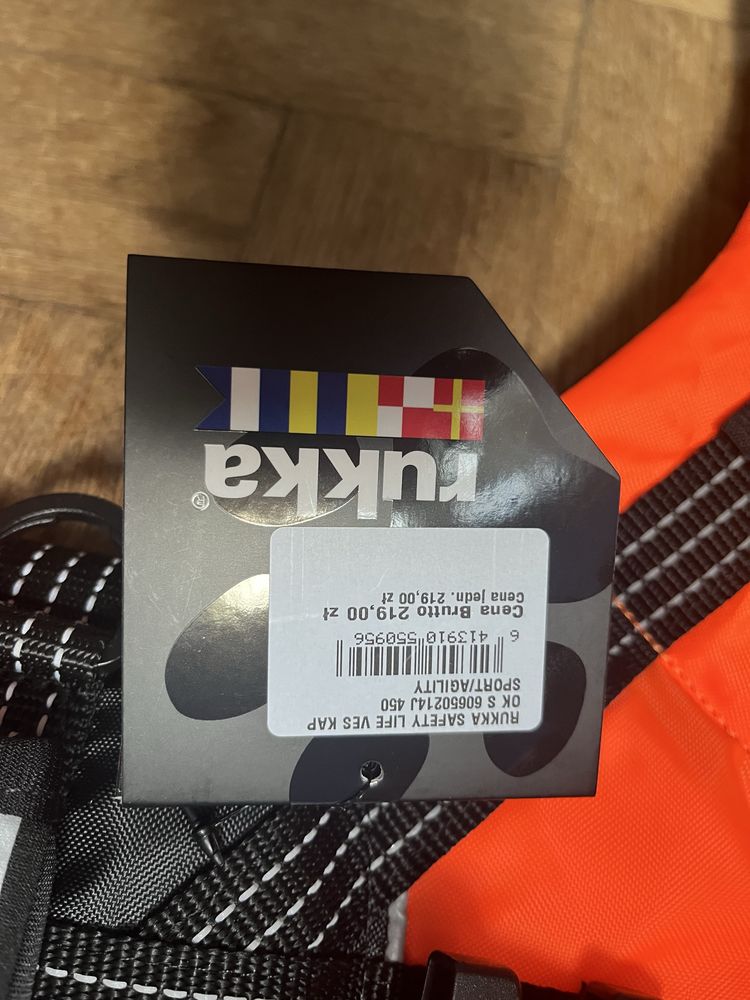 RUKKA SAFETY LIFE VES KAP
OK S 60650214J 450
SPORT/AGILITY
6 413910 550956
Cena Brutto 219,00 zł
Cena jedn. 219,00 zł
rukka®